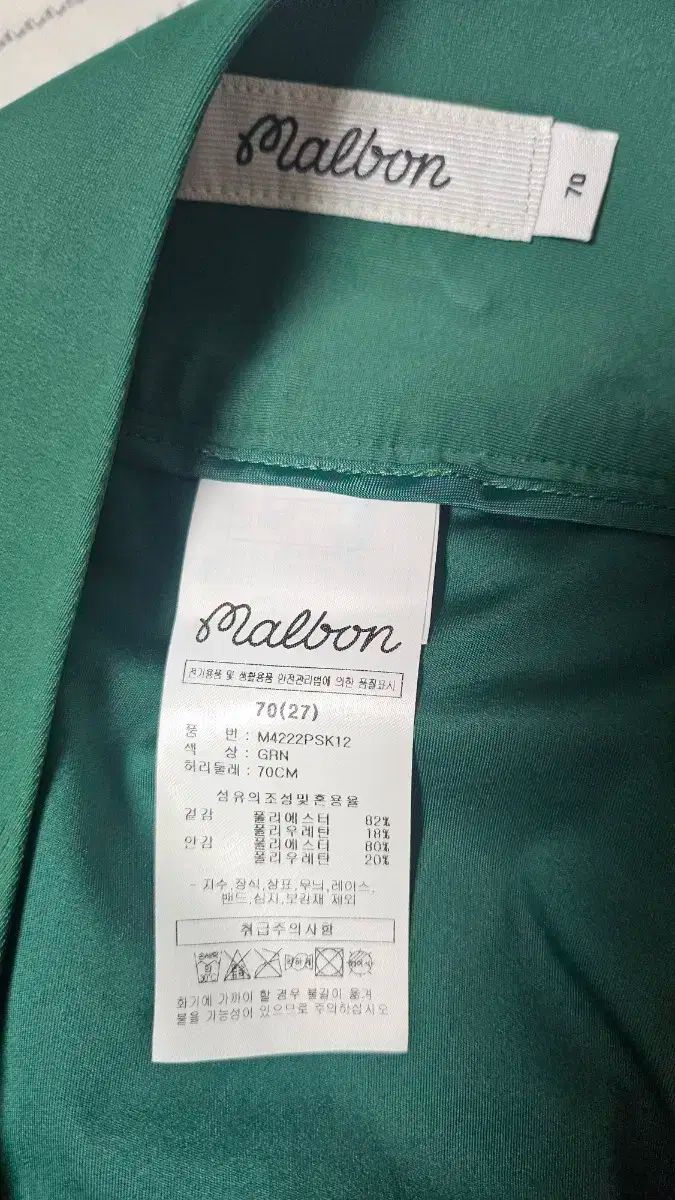 Malbon
70
Malbon
전기용품 및 생활용품 안전관리법에 의한 품질표시
70(27)
품 번 : M4222PSK12
색 상 : GRN
허리둘레 : 70CM
섬유의조성및혼용율
겉감 폴리에스터 82%
폴리우레탄 18%
안감 폴리에스터 80%
폴리우레탄 20%
- 자수,장식,상표,무늬,레이스,
밴드,심지,보강재 제외
취급주의사항
화기에 가까이 할 경우 불길이 옮겨
붙을 가능성이 있으므로 주의하십시오